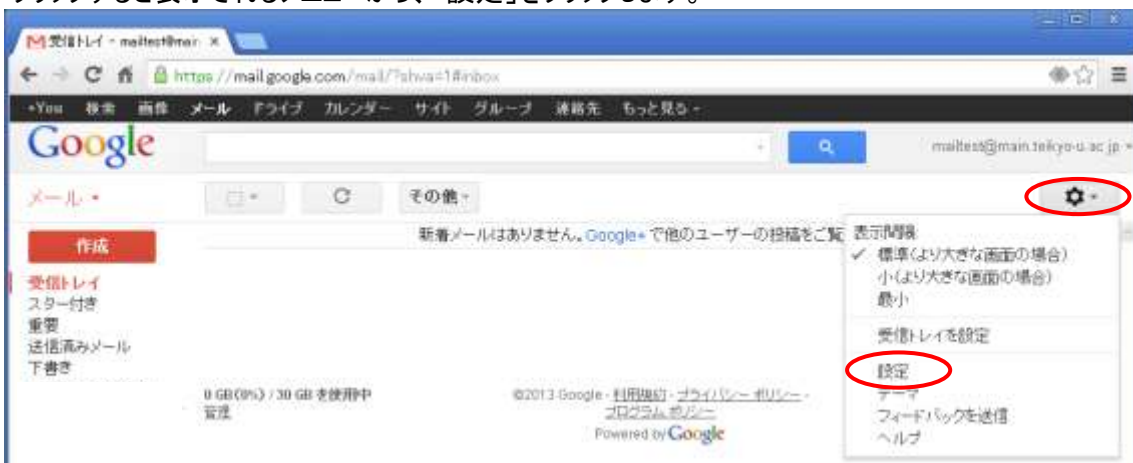 クリックすると表示されるメニューから、「設定」をクリックします。
受信トレイ - mailtest@mair ×
https://mail.google.com/mail/?shva=1#inbox
+You 検索 画像 メール ドライブ カレンダー サイト グループ 連絡先 もっと見る
Google
mailtest@main.teikyo-u.ac.jp
メール
その他
新着メールはありません。Google+ で他のユーザーの投稿をご覧
作成
受信トレイ
スター付き
重要
送信済みメール
下書き
表示間隔
✓ 標準(より大きな画面の場合)
小(より大きな画面の場合)
最小
受信トレイを設定
設定
テーマ
フィードバックを送信
ヘルプ
0 GB(0%) / 30 GB を使用中
管理
©2013 Google - 利用規約 - プライバシー ポリシー -
プログラム ポリシー
Powered by Google